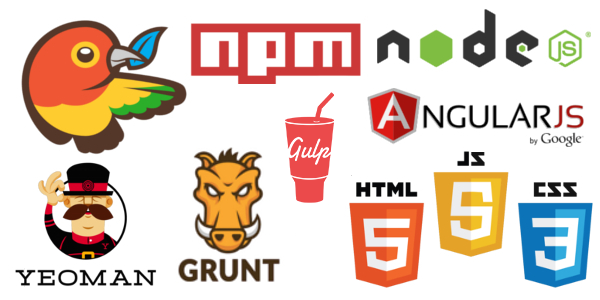 npm
node
JS
ANGULARJS
by Google
Gulp
JS
5
HTML
5
CSS
3
YEOMAN
GRUNT